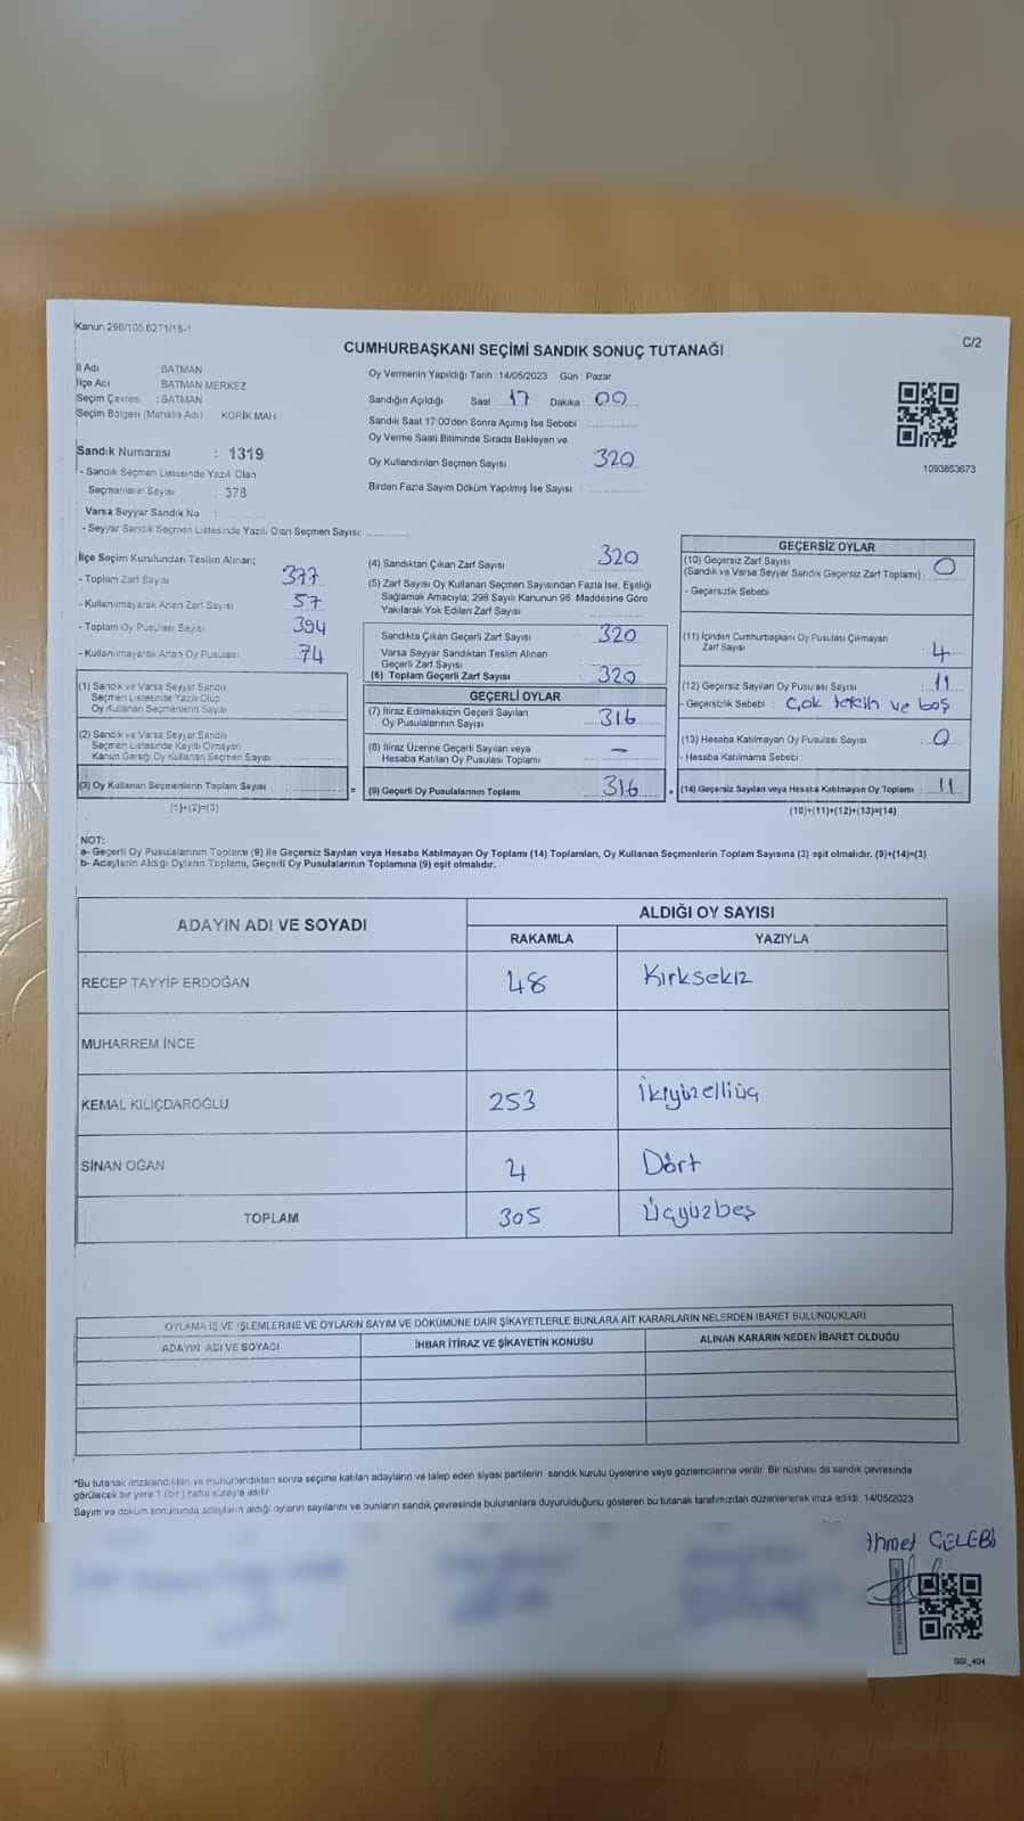 Kanun 298/105.6271/18-1
C/2
CUMHURBAŞKANI SEÇİMİ SANDIK SONUÇ TUTANAĞI
İl Adı BATMAN
İlçe Adı BATMAN MERKEZ
Seçim Çevresi : BATMAN
Seçim Bölgesi (Mahalle Adı) KORİK MAH
Sandık Numarası : 1319
- Sandık Seçmen Listesinde Yazılı Olan
Seçmenlerin Sayısı : 378
Varsa Seyyar Sandık No :
- Seyyar Sandık Seçmen Listesinde Yazılı Olan Seçmen Sayısı:
Oy Vermenin Yapıldığı Tarih : 14/05/2023 Gün : Pazar
Sandığın Açıldığı Saat 17 Dakika : 00
Sandık Saat 17:00'den Sonra Açılmış İse Sebebi
Oy Verme Saati Bitiminde Sırada Bekleyen ve
Oy Kullandırılan Seçmen Sayısı 320
Birden Fazla Sayım Döküm Yapılmış İse Sayısı :
1093853673
İlçe Seçim Kurulundan Teslim Alınan;
- Toplam Zarf Sayısı 377
- Kullanılmayarak Artan Zarf Sayısı 57
- Toplam Oy Pusulası Sayısı 394
- Kullanılmayarak Artan Oy Pusulası 74
(1) Sandık ve Varsa Seyyar Sandık
Seçmen Listesinde Yazılı Olup
Oy Kullanan Seçmenlerin Sayısı
(2) Sandık ve Varsa Seyyar Sandık
Seçmen Listesinde Kayıtlı Olmayan
Kanun Gereği Oy Kullanan Seçmen Sayısı
(3) Oy Kullanan Seçmenlerin Toplam Sayısı =
(1)+(2)=(3)
(4) Sandıktan Çıkan Zarf Sayısı 320
(5) Zarf Sayısı Oy Kullanan Seçmen Sayısından Fazla İse, Eşitliği
Sağlamak Amacıyla; 298 Sayılı Kanunun 98. Maddesine Göre
Yakılarak Yok Edilen Zarf Sayısı
Sandıkta Çıkan Geçerli Zarf Sayısı 320
Varsa Seyyar Sandıktan Teslim Alınan
Geçerli Zarf Sayısı
(6) Toplam Geçerli Zarf Sayısı 320
GEÇERLİ OYLAR
(7) İtiraz Edilmeksizin Geçerli Sayılan
Oy Pusulalarının Sayısı 316
(8) İtiraz Üzerine Geçerli Sayılan veya
Hesaba Katılan Oy Pusulası Toplamı -
(9) Geçerli Oy Pusulalarının Toplamı 316 +
GEÇERSİZ OYLAR
(10) Geçersiz Zarf Sayısı
(Sandık ve Varsa Seyyar Sandık Geçersiz Zarf Toplamı) 0
- Geçersizlik Sebebi
(11) İçinden Cumhurbaşkanı Oy Pusulası Çıkmayan
Zarf Sayısı 4
(12) Geçersiz Sayılan Oy Pusulası Sayısı : 11
- Geçersizlik Sebebi : Çok tercih ve boş
(13) Hesaba Katılmayan Oy Pusulası Sayısı : 0
- Hesaba Katılmama Sebebi :
(14) Geçersiz Sayılan veya Hesaba Katılmayan Oy Toplamı 11
(10)+(11)+(12)+(13)=(14)
NOT:
a- Geçerli Oy Pusulalarının Toplamı (9) ile Geçersiz Sayılan veya Hesaba Katılmayan Oy Toplamı (14) Toplamları, Oy Kullanan Seçmenlerin Toplam Sayısına (3) eşit olmalıdır. (9)+(14)=(3)
b- Adayların Aldığı Oyların Toplamı, Geçerli Oy Pusulalarının Toplamına (9) eşit olmalıdır.
ADAYIN ADI VE SOYADI ALDIĞI OY SAYISI
RAKAMLA YAZIYLA
RECEP TAYYİP ERDOĞAN 48 Kırksekiz
MUHARREM İNCE
KEMAL KILIÇDAROĞLU 253 İkiyüzelliüç
SİNAN OĞAN 4 Dört
TOPLAM 305 Üçyüzbeş
OYLAMA İŞ VE İŞLEMLERİNE VE OYLARIN SAYIM VE DÖKÜMÜNE DAİR ŞİKAYETLERLE BUNLARA AİT KARARLARIN NELERDEN İBARET BULUNDUKLARI
ADAYIN ADI VE SOYADI İHBAR İTİRAZ VE ŞİKAYETİN KONUSU ALINAN KARARIN NEDEN İBARET OLDUĞU
*Bu tutanak imzalandıktan ve mühürlendikten sonra seçime katılan adayların ve talep eden siyasi partilerin sandık kurulu üyelerine veya gözlemcilerine verilir. Bir nüshası da sandık çevresinde
görülecek bir yere 1 (bir) hafta süreyle asılır.
Sayım ve döküm sonucunda adayların aldığı oyların sayılarını ve bunların sandık çevresinde bulunanlara duyurulduğunu gösteren bu tutanak tarafımızdan düzenlenerek imza edildi. 14/05/2023
Ahmet ÇELEBİ